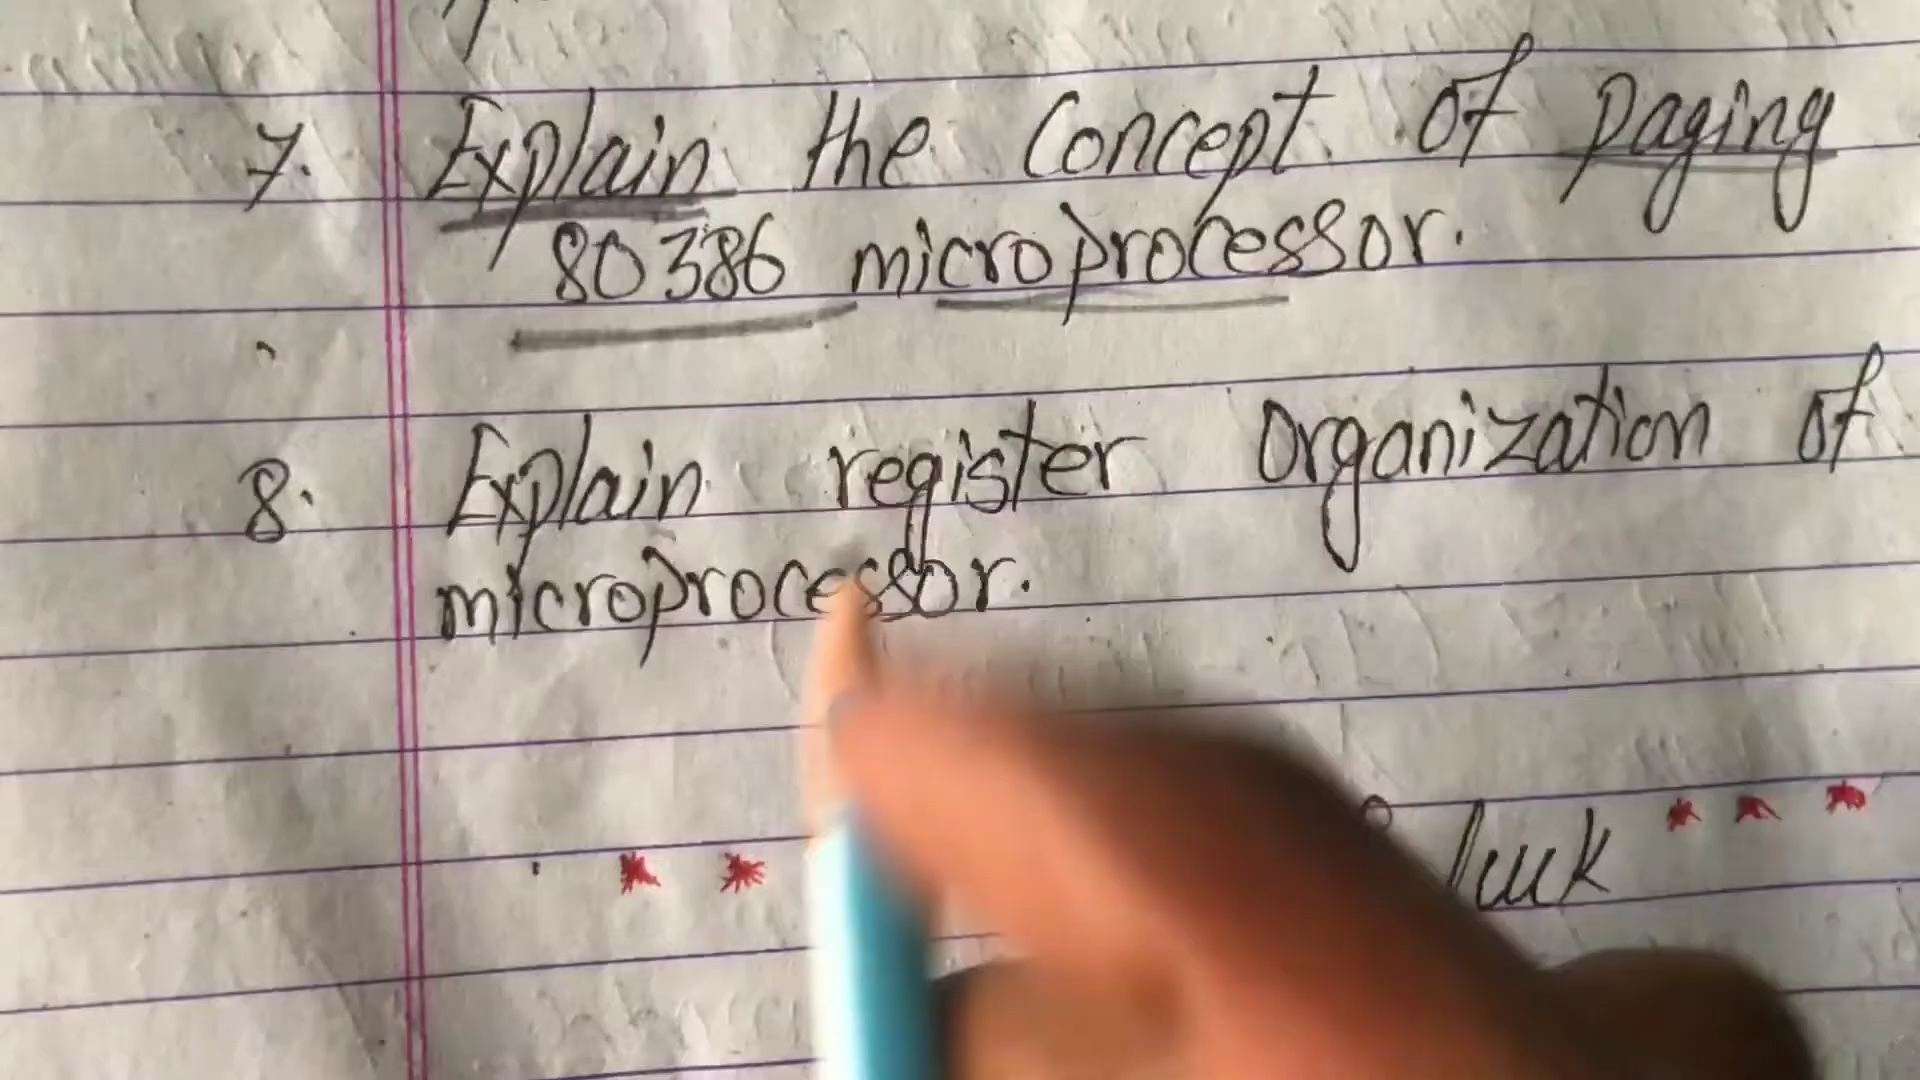 7. Explain the Concept of paging
80386 microprocessor.
8. Explain register Organization of
microprocessor.
luck